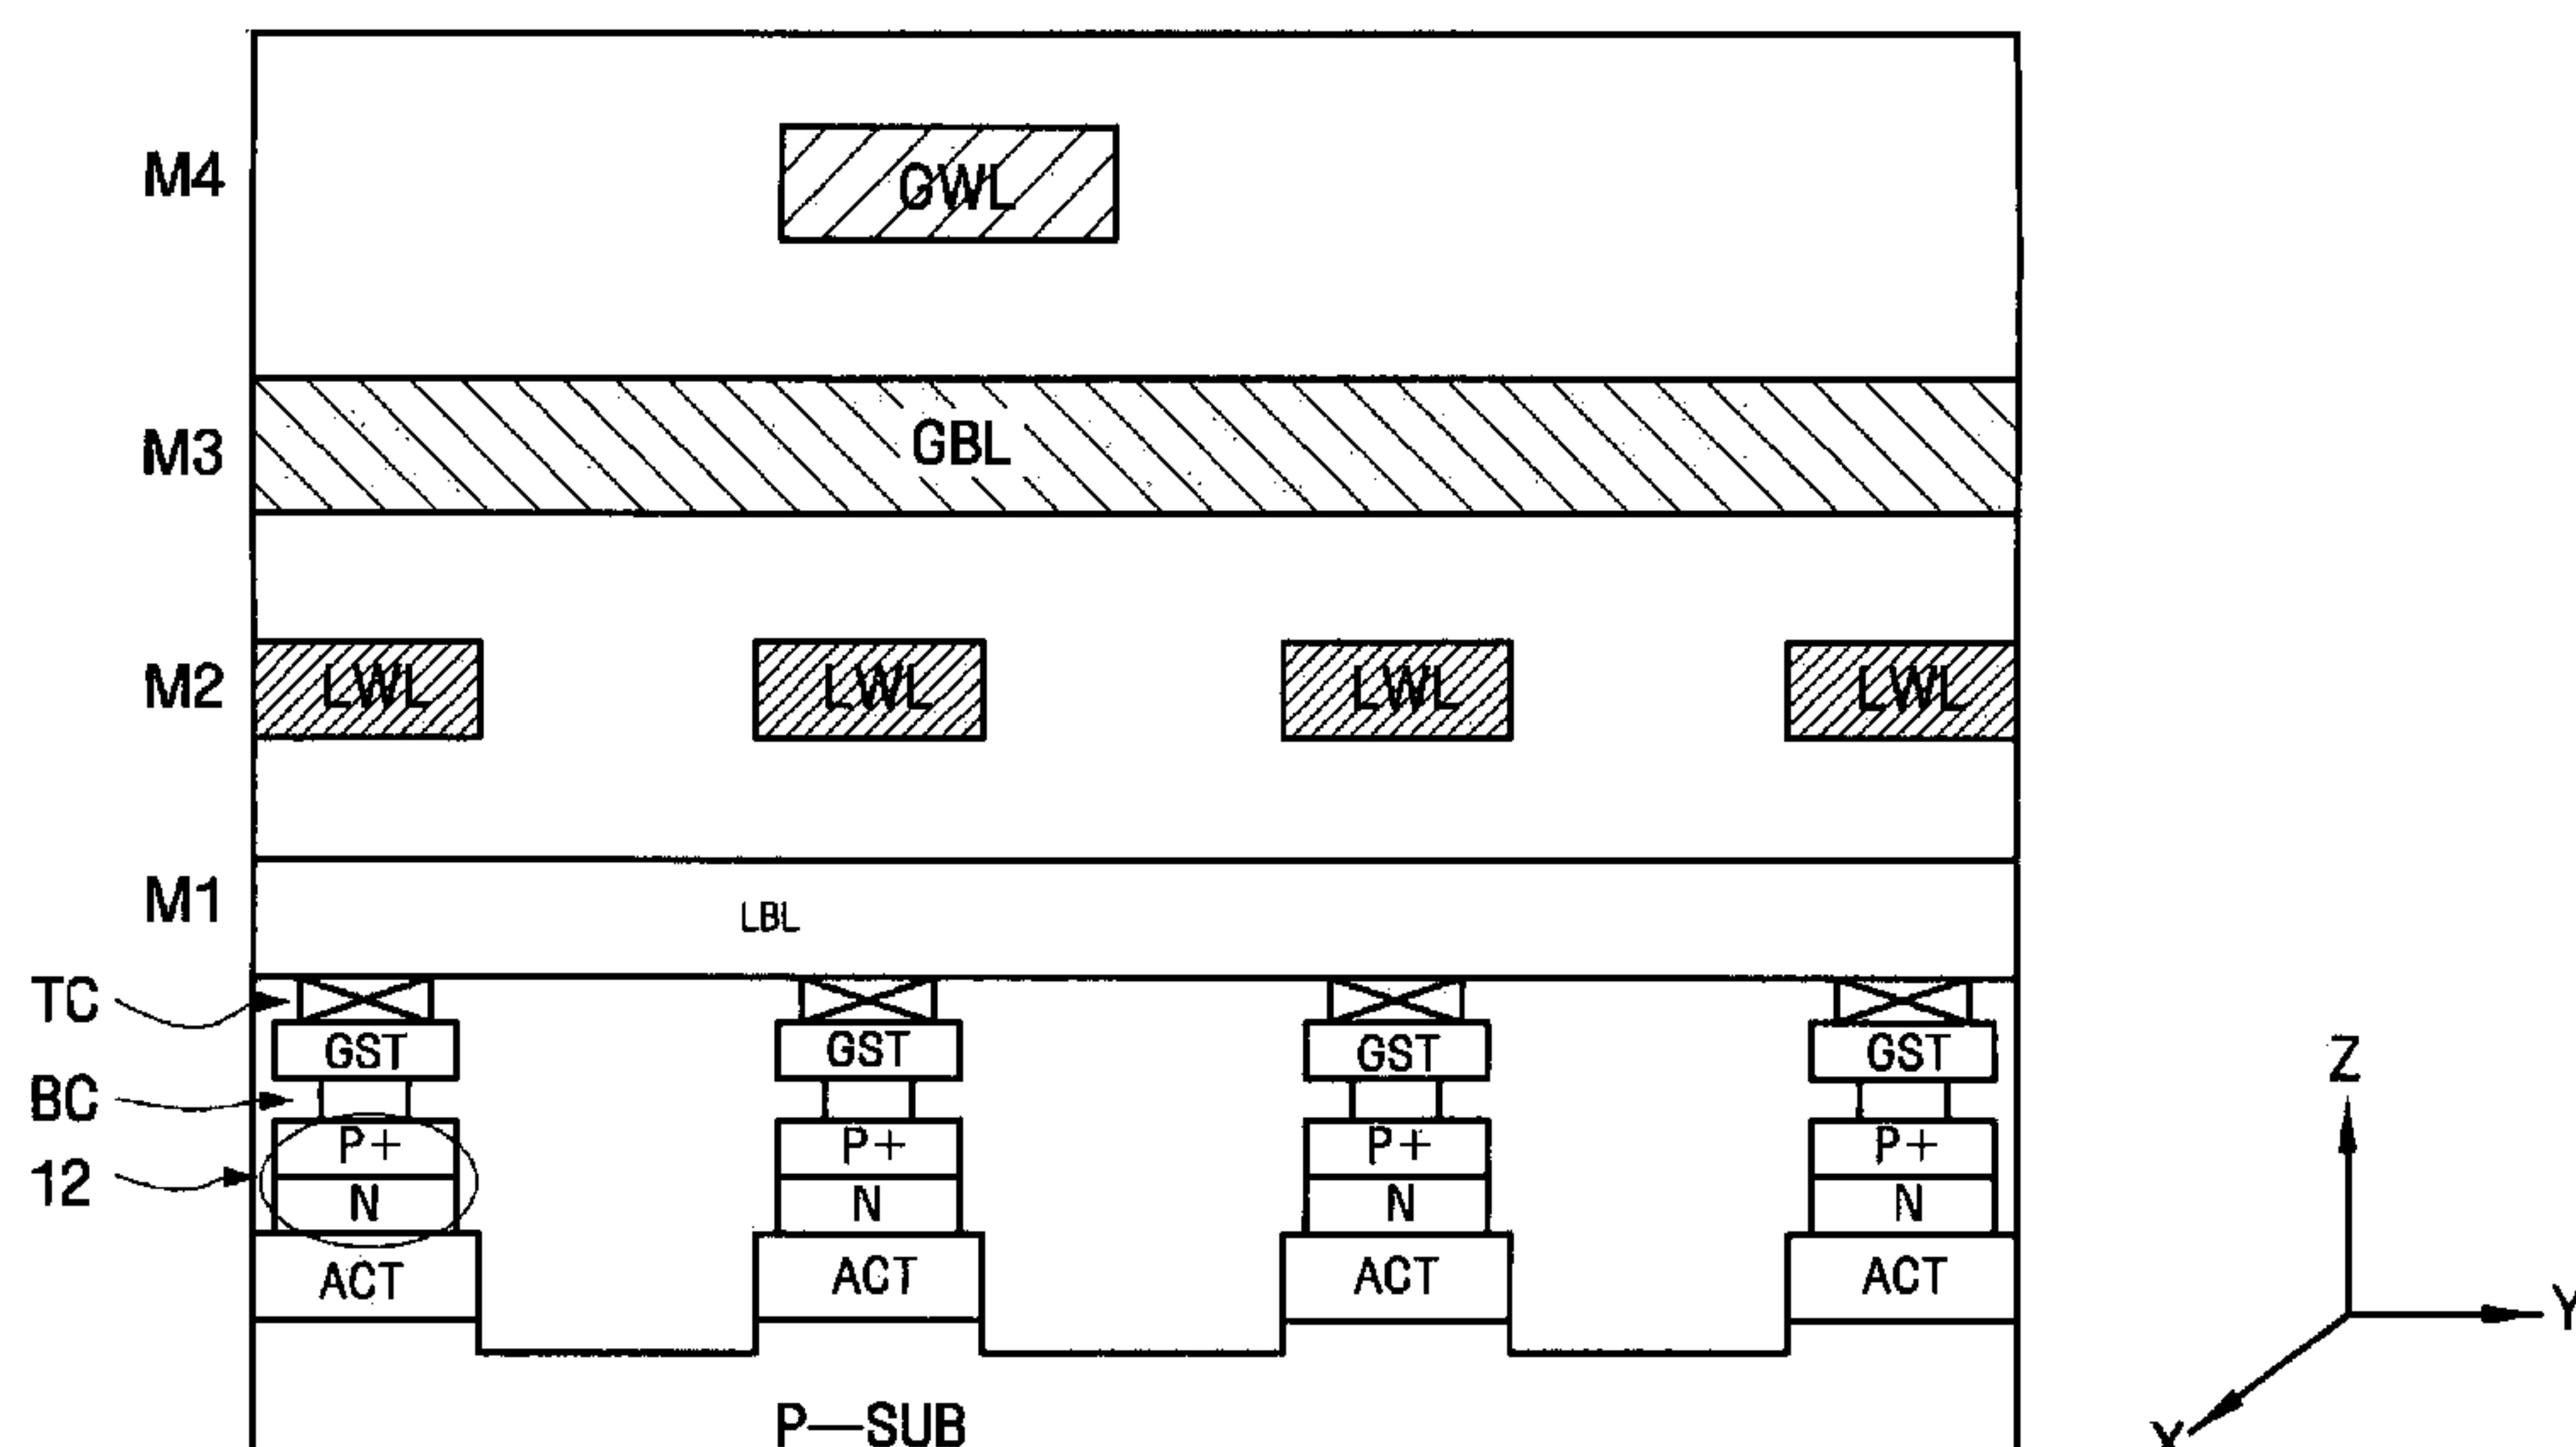 M4
GWL
M3
GBL
M2
LWL LWL LWL LWL
M1
LBL
TC
GST GST GST GST
BC
P+ P+ P+ P+
12
N N N N
ACT ACT ACT ACT
P—SUB
Z
Y
X